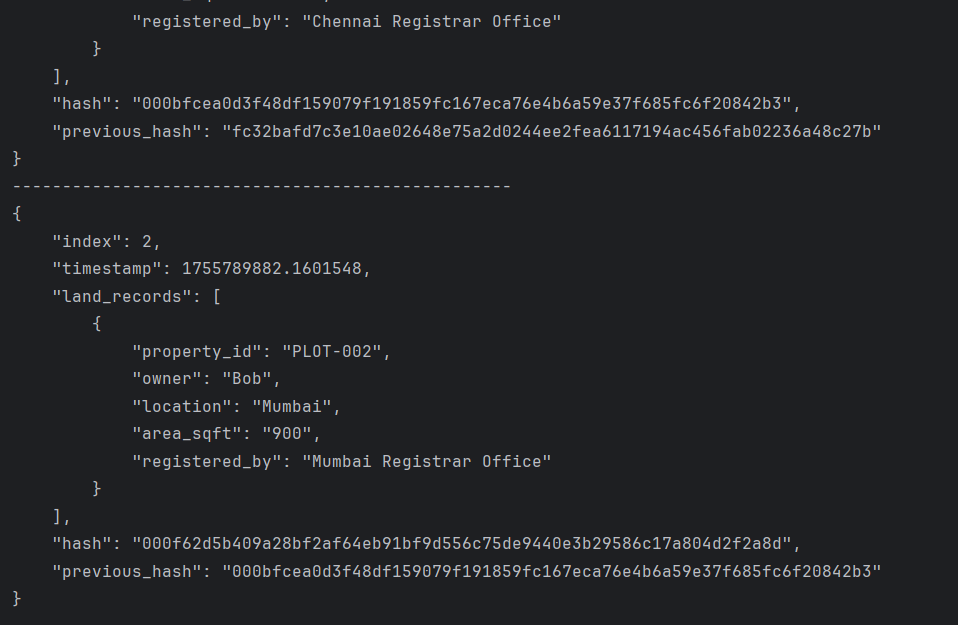 "registered_by": "Chennai Registrar Office"
}
],
"hash": "000bfcea0d3f48df159079f191859fc167eca76e4b6a59e37f685fc6f20842b3",
"previous_hash": "fc32bafd7c3e10ae02648e75a2d0244ee2fea6117194ac456fab02236a48c27b"
}
--------------------------------------------------
{
"index": 2,
"timestamp": 1755789882.1601548,
"land_records": [
{
"property_id": "PLOT-002",
"owner": "Bob",
"location": "Mumbai",
"area_sqft": "900",
"registered_by": "Mumbai Registrar Office"
}
],
"hash": "000f62d5b409a28bf2af64eb91bf9d556c75de9440e3b29586c17a804d2f2a8d",
"previous_hash": "000bfcea0d3f48df159079f191859fc167eca76e4b6a59e37f685fc6f20842b3"
}